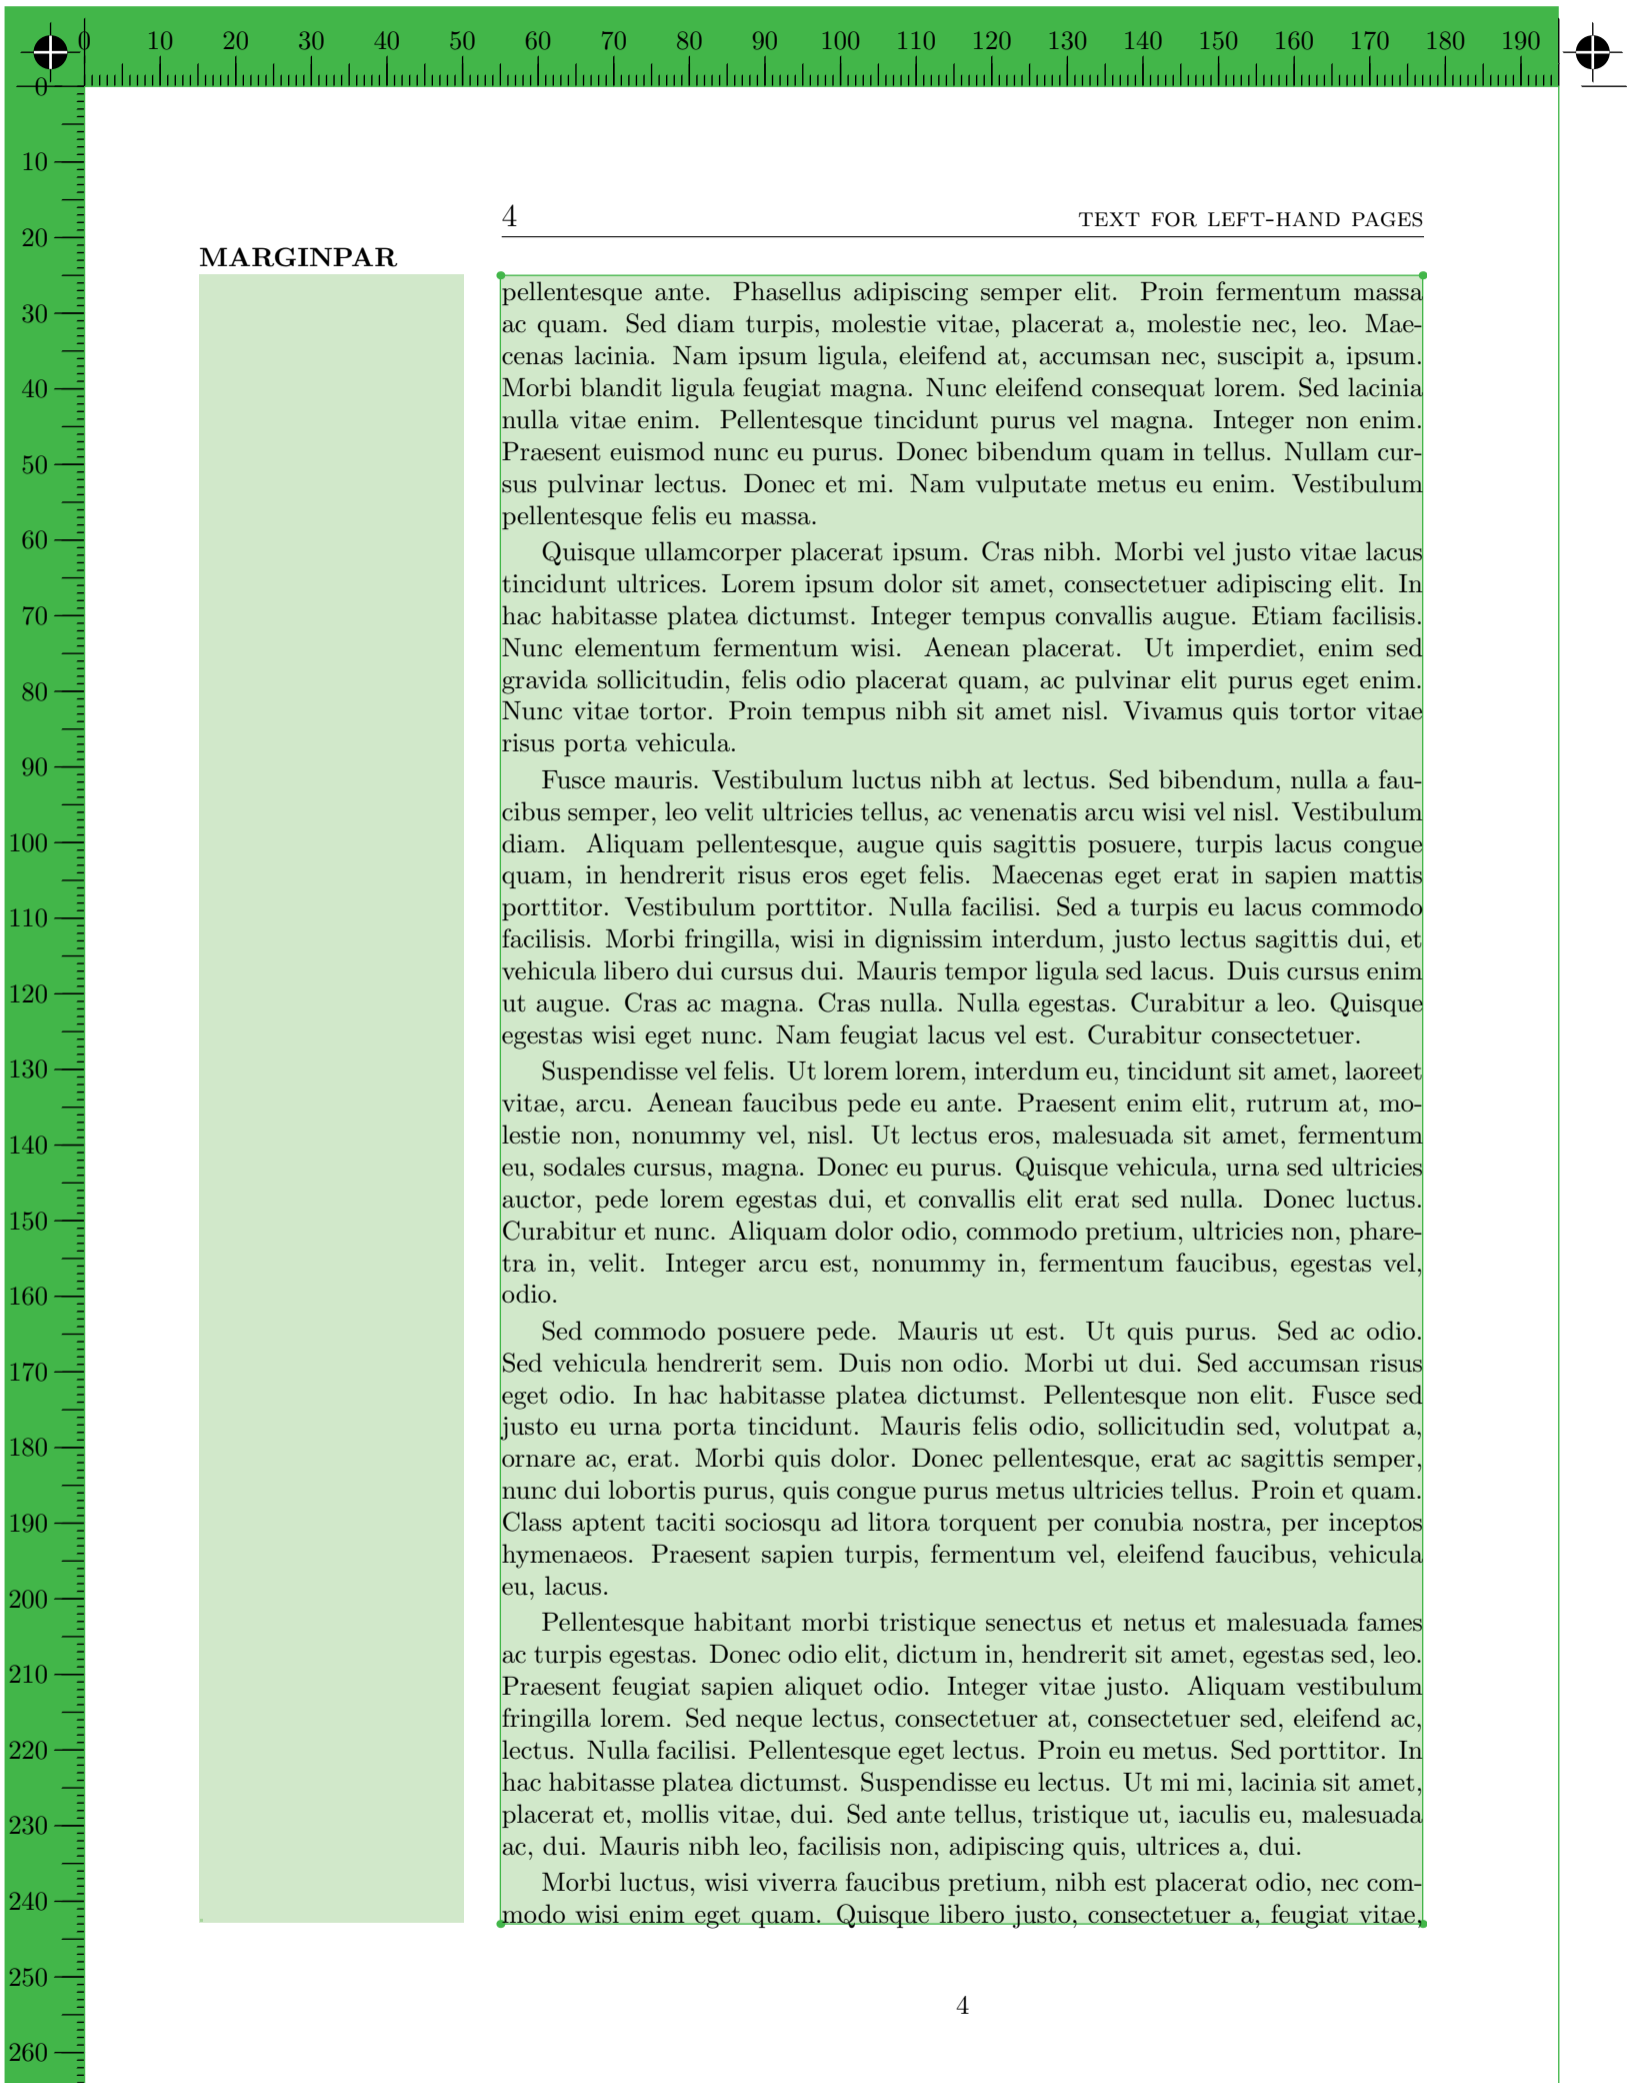 0 10 20 30 40 50 60 70 80 90 100 110 120 130 140 150 160 170 180 190
0
10
20
30
40
50
60
70
80
90
100
110
120
130
140
150
160
170
180
190
200
210
220
230
240
250
260
4 TEXT FOR LEFT-HAND PAGES
MARGINPAR
pellentesque ante. Phasellus adipiscing semper elit. Proin fermentum massa
ac quam. Sed diam turpis, molestie vitae, placerat a, molestie nec, leo. Mae-
cenas lacinia. Nam ipsum ligula, eleifend at, accumsan nec, suscipit a, ipsum.
Morbi blandit ligula feugiat magna. Nunc eleifend consequat lorem. Sed lacinia
nulla vitae enim. Pellentesque tincidunt purus vel magna. Integer non enim.
Praesent euismod nunc eu purus. Donec bibendum quam in tellus. Nullam cur-
sus pulvinar lectus. Donec et mi. Nam vulputate metus eu enim. Vestibulum
pellentesque felis eu massa.
Quisque ullamcorper placerat ipsum. Cras nibh. Morbi vel justo vitae lacus
tincidunt ultrices. Lorem ipsum dolor sit amet, consectetuer adipiscing elit. In
hac habitasse platea dictumst. Integer tempus convallis augue. Etiam facilisis.
Nunc elementum fermentum wisi. Aenean placerat. Ut imperdiet, enim sed
gravida sollicitudin, felis odio placerat quam, ac pulvinar elit purus eget enim.
Nunc vitae tortor. Proin tempus nibh sit amet nisl. Vivamus quis tortor vitae
risus porta vehicula.
Fusce mauris. Vestibulum luctus nibh at lectus. Sed bibendum, nulla a fau-
cibus semper, leo velit ultricies tellus, ac venenatis arcu wisi vel nisl. Vestibulum
diam. Aliquam pellentesque, augue quis sagittis posuere, turpis lacus congue
quam, in hendrerit risus eros eget felis. Maecenas eget erat in sapien mattis
porttitor. Vestibulum porttitor. Nulla facilisi. Sed a turpis eu lacus commodo
facilisis. Morbi fringilla, wisi in dignissim interdum, justo lectus sagittis dui, et
vehicula libero dui cursus dui. Mauris tempor ligula sed lacus. Duis cursus enim
ut augue. Cras ac magna. Cras nulla. Nulla egestas. Curabitur a leo. Quisque
egestas wisi eget nunc. Nam feugiat lacus vel est. Curabitur consectetuer.
Suspendisse vel felis. Ut lorem lorem, interdum eu, tincidunt sit amet, laoreet
vitae, arcu. Aenean faucibus pede eu ante. Praesent enim elit, rutrum at, mo-
lestie non, nonummy vel, nisl. Ut lectus eros, malesuada sit amet, fermentum
eu, sodales cursus, magna. Donec eu purus. Quisque vehicula, urna sed ultricies
auctor, pede lorem egestas dui, et convallis elit erat sed nulla. Donec luctus.
Curabitur et nunc. Aliquam dolor odio, commodo pretium, ultricies non, phare-
tra in, velit. Integer arcu est, nonummy in, fermentum faucibus, egestas vel,
odio.
Sed commodo posuere pede. Mauris ut est. Ut quis purus. Sed ac odio.
Sed vehicula hendrerit sem. Duis non odio. Morbi ut dui. Sed accumsan risus
eget odio. In hac habitasse platea dictumst. Pellentesque non elit. Fusce sed
justo eu urna porta tincidunt. Mauris felis odio, sollicitudin sed, volutpat a,
ornare ac, erat. Morbi quis dolor. Donec pellentesque, erat ac sagittis semper,
nunc dui lobortis purus, quis congue purus metus ultricies tellus. Proin et quam.
Class aptent taciti sociosqu ad litora torquent per conubia nostra, per inceptos
hymenaeos. Praesent sapien turpis, fermentum vel, eleifend faucibus, vehicula
eu, lacus.
Pellentesque habitant morbi tristique senectus et netus et malesuada fames
ac turpis egestas. Donec odio elit, dictum in, hendrerit sit amet, egestas sed, leo.
Praesent feugiat sapien aliquet odio. Integer vitae justo. Aliquam vestibulum
fringilla lorem. Sed neque lectus, consectetuer at, consectetuer sed, eleifend ac,
lectus. Nulla facilisi. Pellentesque eget lectus. Proin eu metus. Sed porttitor. In
hac habitasse platea dictumst. Suspendisse eu lectus. Ut mi mi, lacinia sit amet,
placerat et, mollis vitae, dui. Sed ante tellus, tristique ut, iaculis eu, malesuada
ac, dui. Mauris nibh leo, facilisis non, adipiscing quis, ultrices a, dui.
Morbi luctus, wisi viverra faucibus pretium, nibh est placerat odio, nec com-
modo wisi enim eget quam. Quisque libero justo, consectetuer a, feugiat vitae,
4